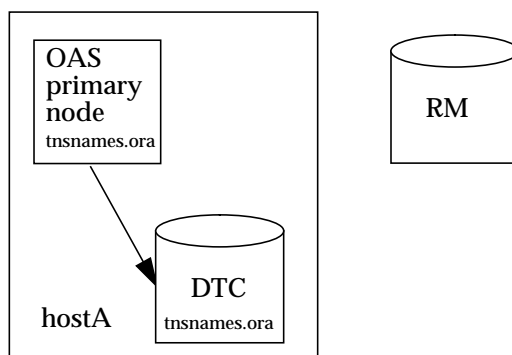 OAS
primary
node
tnsnames.ora
RM
DTC
tnsnames.ora
hostA